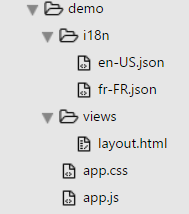 demo
i18n
en-US.json
fr-FR.json
views
layout.html
app.css
app.js